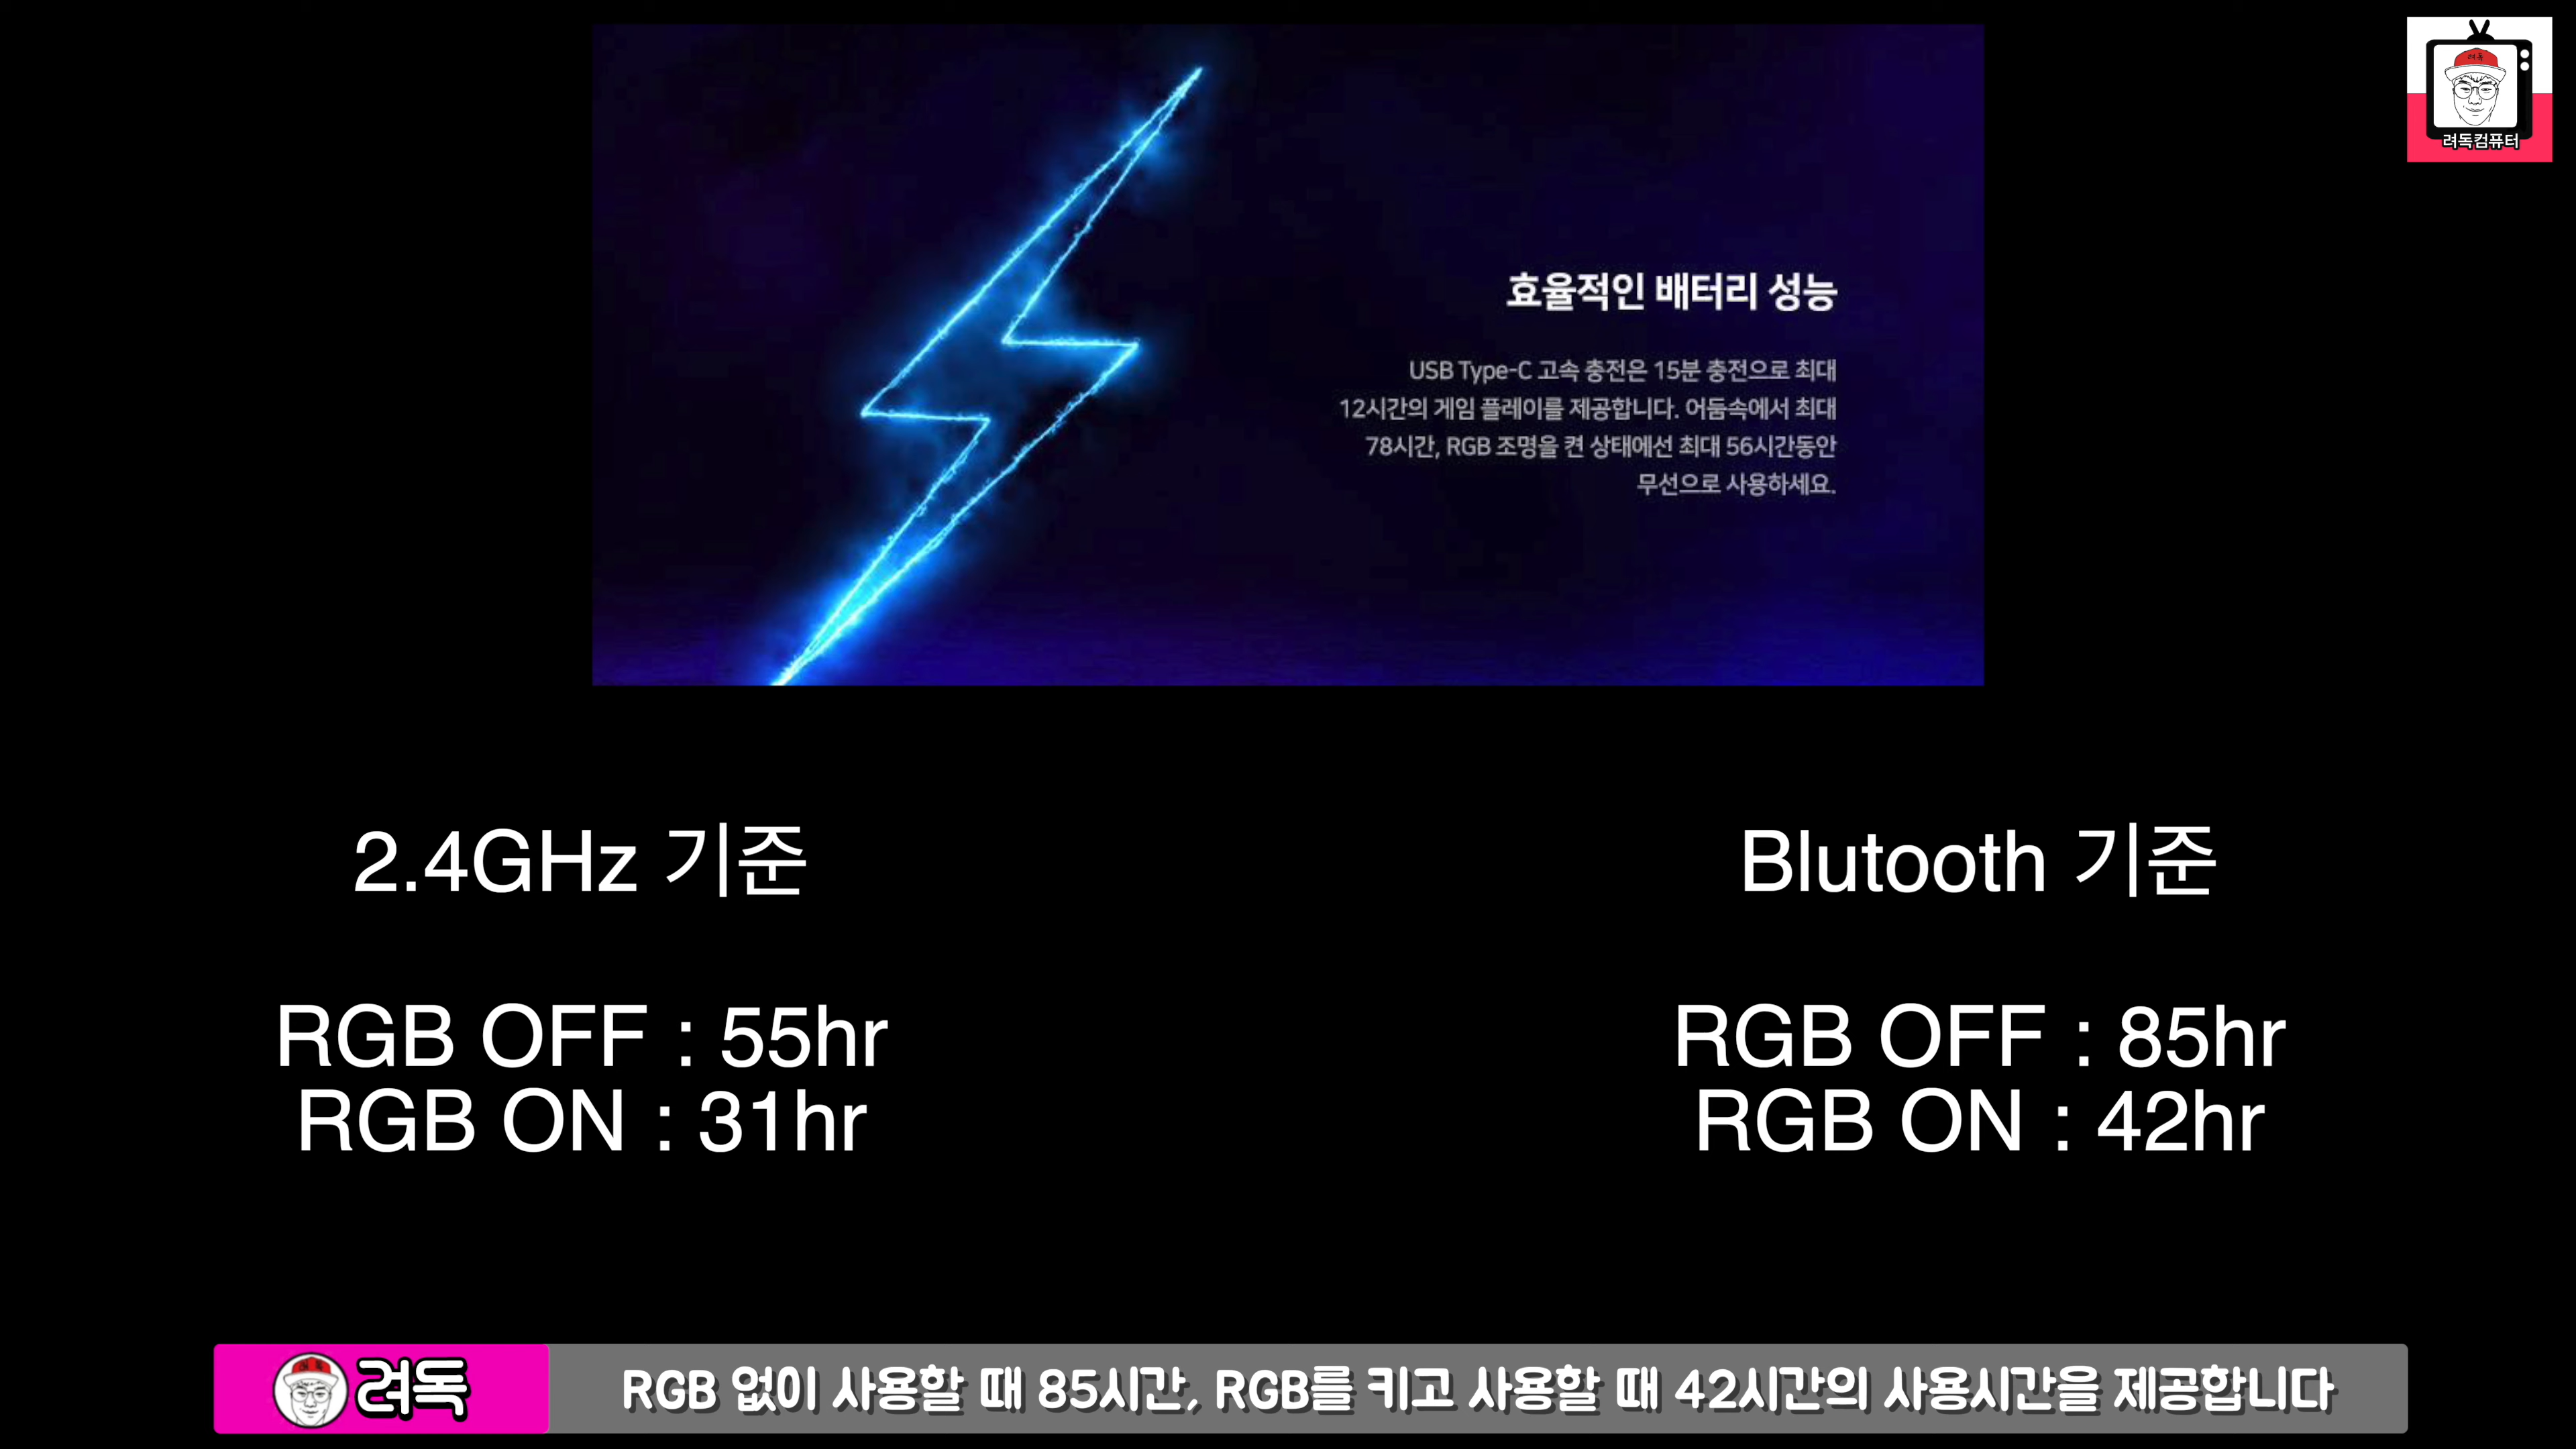 려독
려독컴퓨터
효율적인 배터리 성능
USB Type-C 고속 충전은 15분 충전으로 최대
12시간의 게임 플레이를 제공합니다. 어둠속에서 최대
78시간, RGB 조명을 켠 상태에선 최대 56시간동안
무선으로 사용하세요.
2.4GHz 기준
RGB OFF : 55hr
RGB ON : 31hr
Blutooth 기준
RGB OFF : 85hr
RGB ON : 42hr
려독
RGB 없이 사용할 때 85시간, RGB를 키고 사용할 때 42시간의 사용시간을 제공합니다